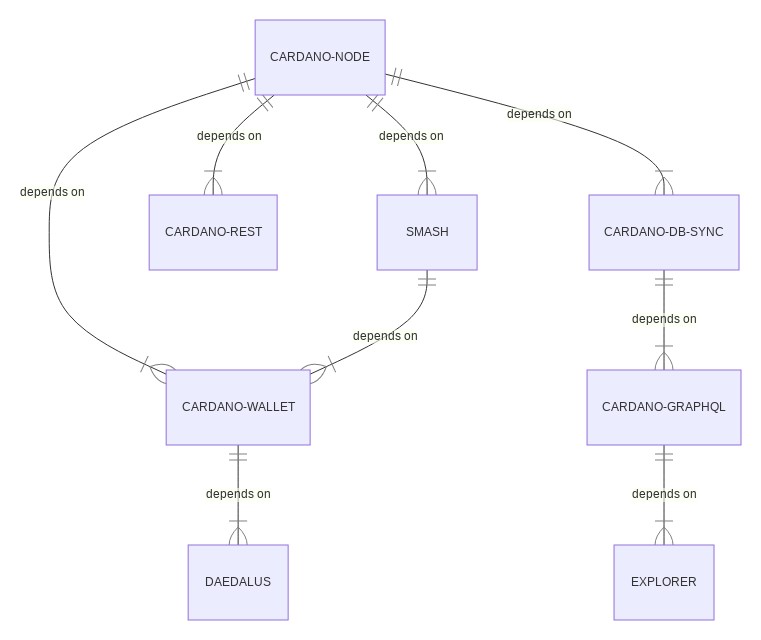 CARDANO-NODE
depends on
depends on
depends on
depends on
CARDANO-REST
SMASH
CARDANO-DB-SYNC
depends on
depends on
CARDANO-WALLET
CARDANO-GRAPHQL
depends on
depends on
DAEDALUS
EXPLORER